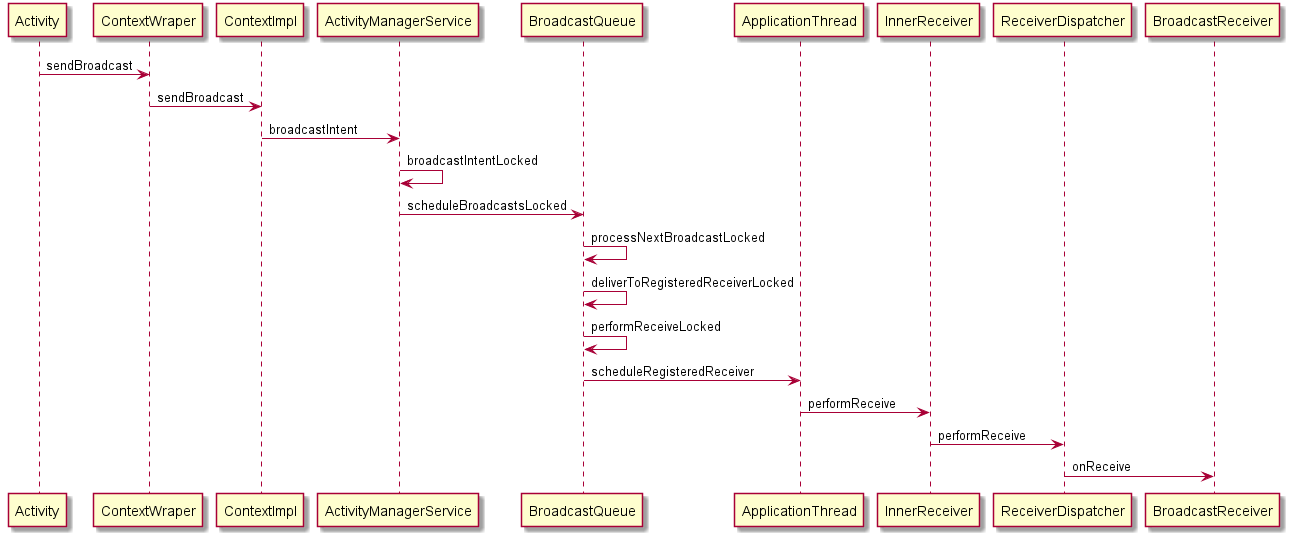 Activity ContextWraper ContextImpl ActivityManagerService BroadcastQueue ApplicationThread InnerReceiver ReceiverDispatcher BroadcastReceiver
sendBroadcast
sendBroadcast
broadcastIntent
broadcastIntentLocked
scheduleBroadcastsLocked
processNextBroadcastLocked
deliverToRegisteredReceiverLocked
performReceiveLocked
scheduleRegisteredReceiver
performReceive
performReceive
onReceive
Activity ContextWraper ContextImpl ActivityManagerService BroadcastQueue ApplicationThread InnerReceiver ReceiverDispatcher BroadcastReceiver